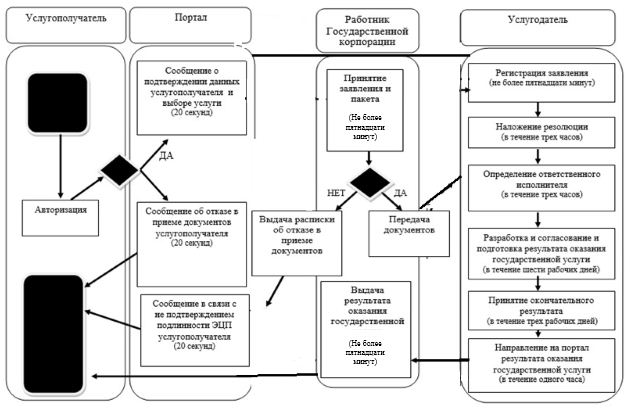 Услугополучатель
Портал
Работник
Государственной
корпорации
Услугодатель
Авторизация
Сообщение о
подтверждении данных
услугополучателя и
выборе услуги
(20 секунд)
ДА
Сообщение об отказе в
приеме документов
услугополучателя
(20 секунд)
Сообщение в связи с
не подтверждением
подлинности ЭЦП
услугополучателя
(20 секунд)
Принятие
заявления и
пакета
(Не более
пятнадцати
минут)
НЕТ
ДА
Выдача расписки
об отказе в
приеме
документов
Передача
документов
Выдача
результата
оказания
государственной
(Не более
пятнадцати
минут)
Регистрация заявления
(не более пятнадцати минут)
Наложение резолюции
(в течение трех часов)
Определение ответственного
исполнителя
(в течение трех часов)
Разработка и согласование и
подготовка результата оказания
государственной услуги
(в течение шести рабочих дней)
Принятие окончательного
результата
(в течение трех рабочих дней)
Направление на портал
результата оказания
государственной услуги
(в течение одного часа)